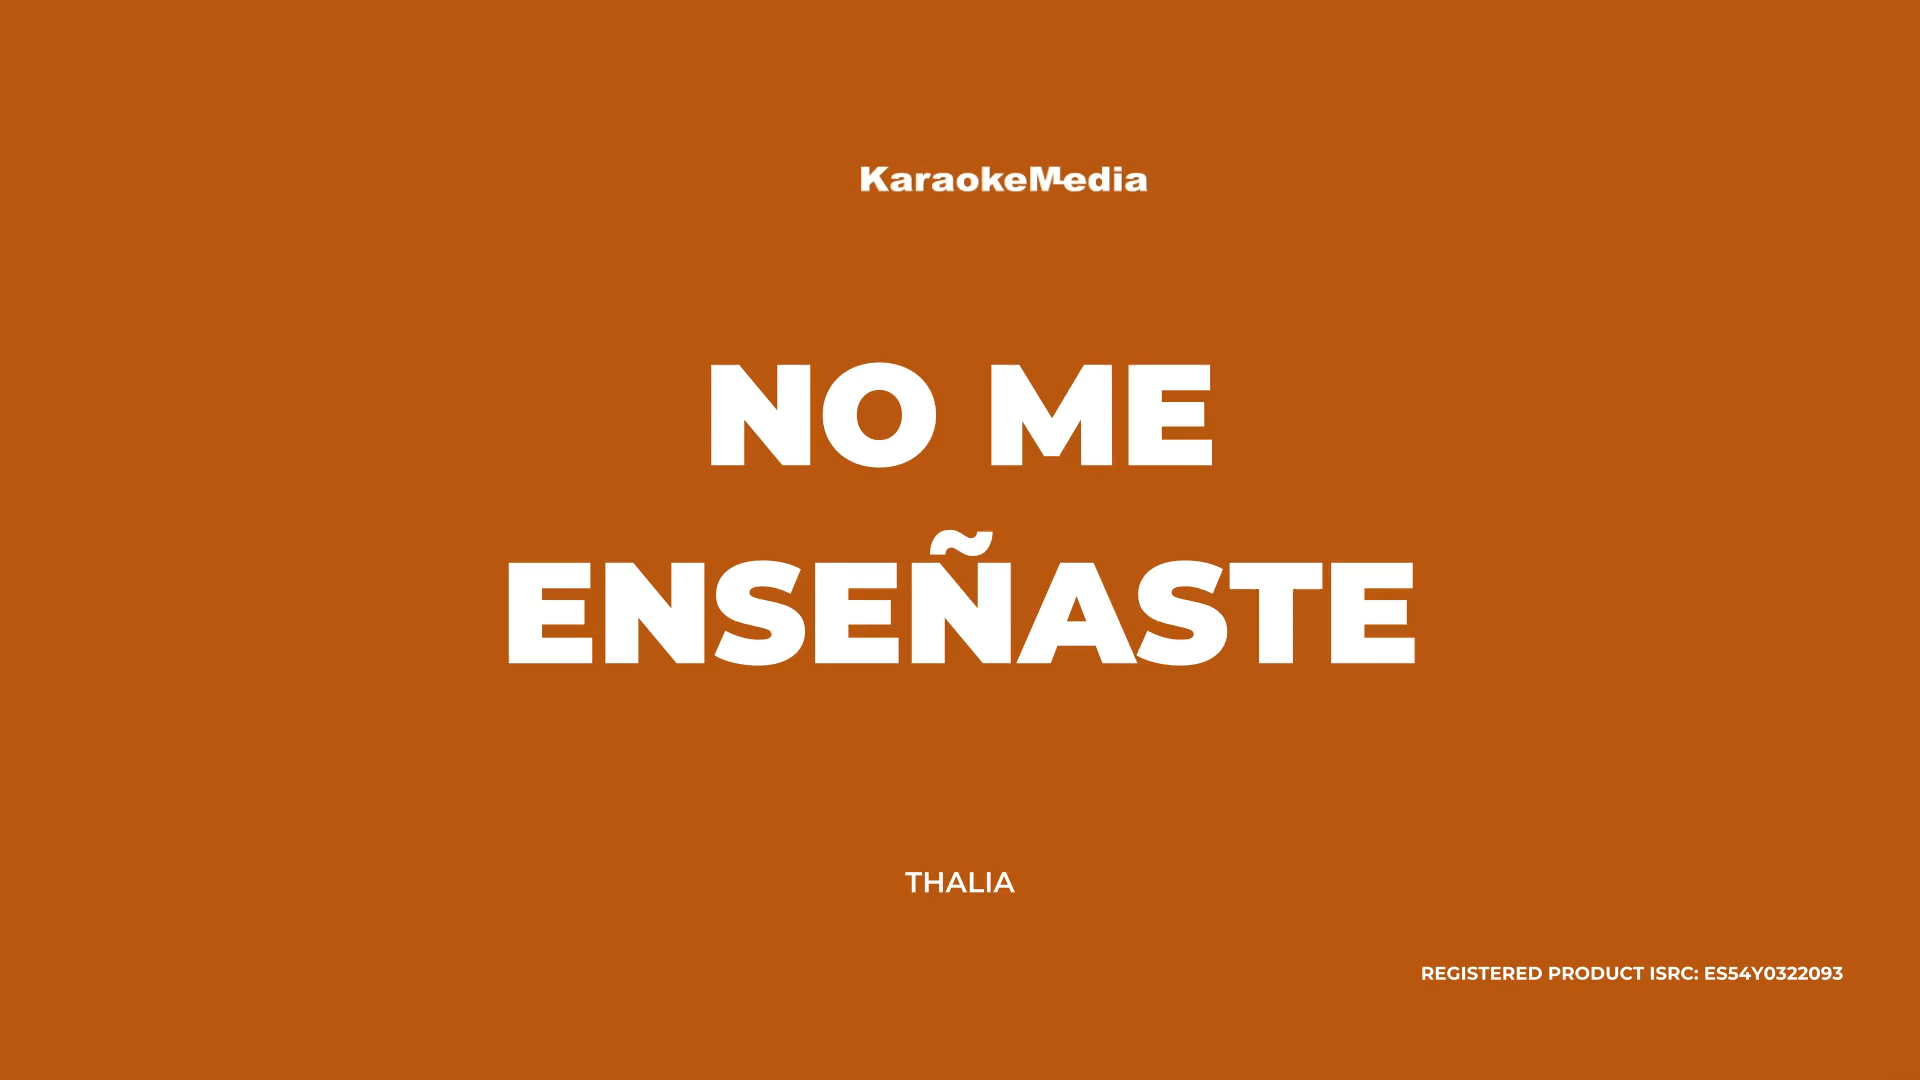 KaraokeMedia
NO ME
ENSEÑASTE
THALIA
REGISTERED PRODUCT ISRC: ES54Y0322093